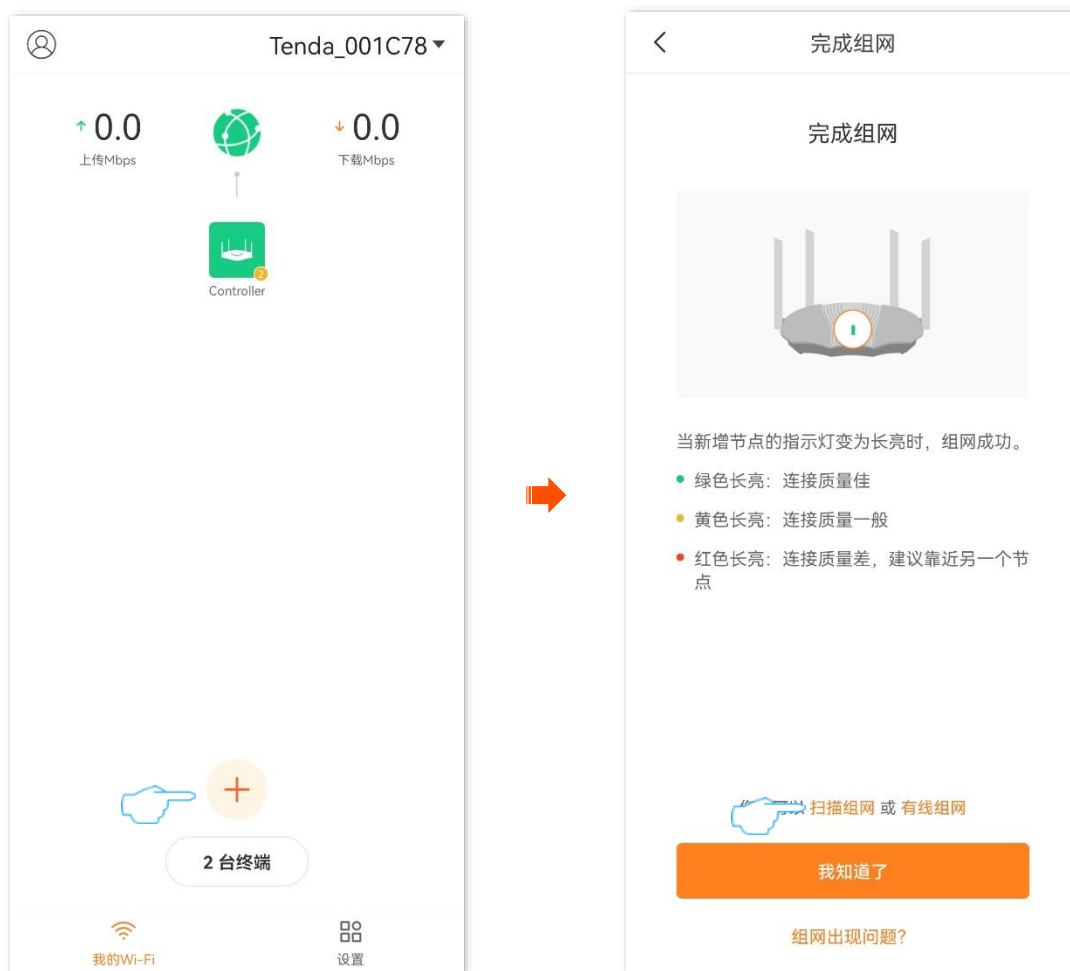 Tenda_001C78
0.0
上传Mbps
0.0
下载Mbps
2
Controller
2 台终端
我的Wi-Fi
设置
完成组网
完成组网
当新增节点的指示灯变为长亮时，组网成功。
绿色长亮：连接质量佳
黄色长亮：连接质量一般
红色长亮：连接质量差，建议靠近另一个节
点
扫描组网 或 有线组网
我知道了
组网出现问题？